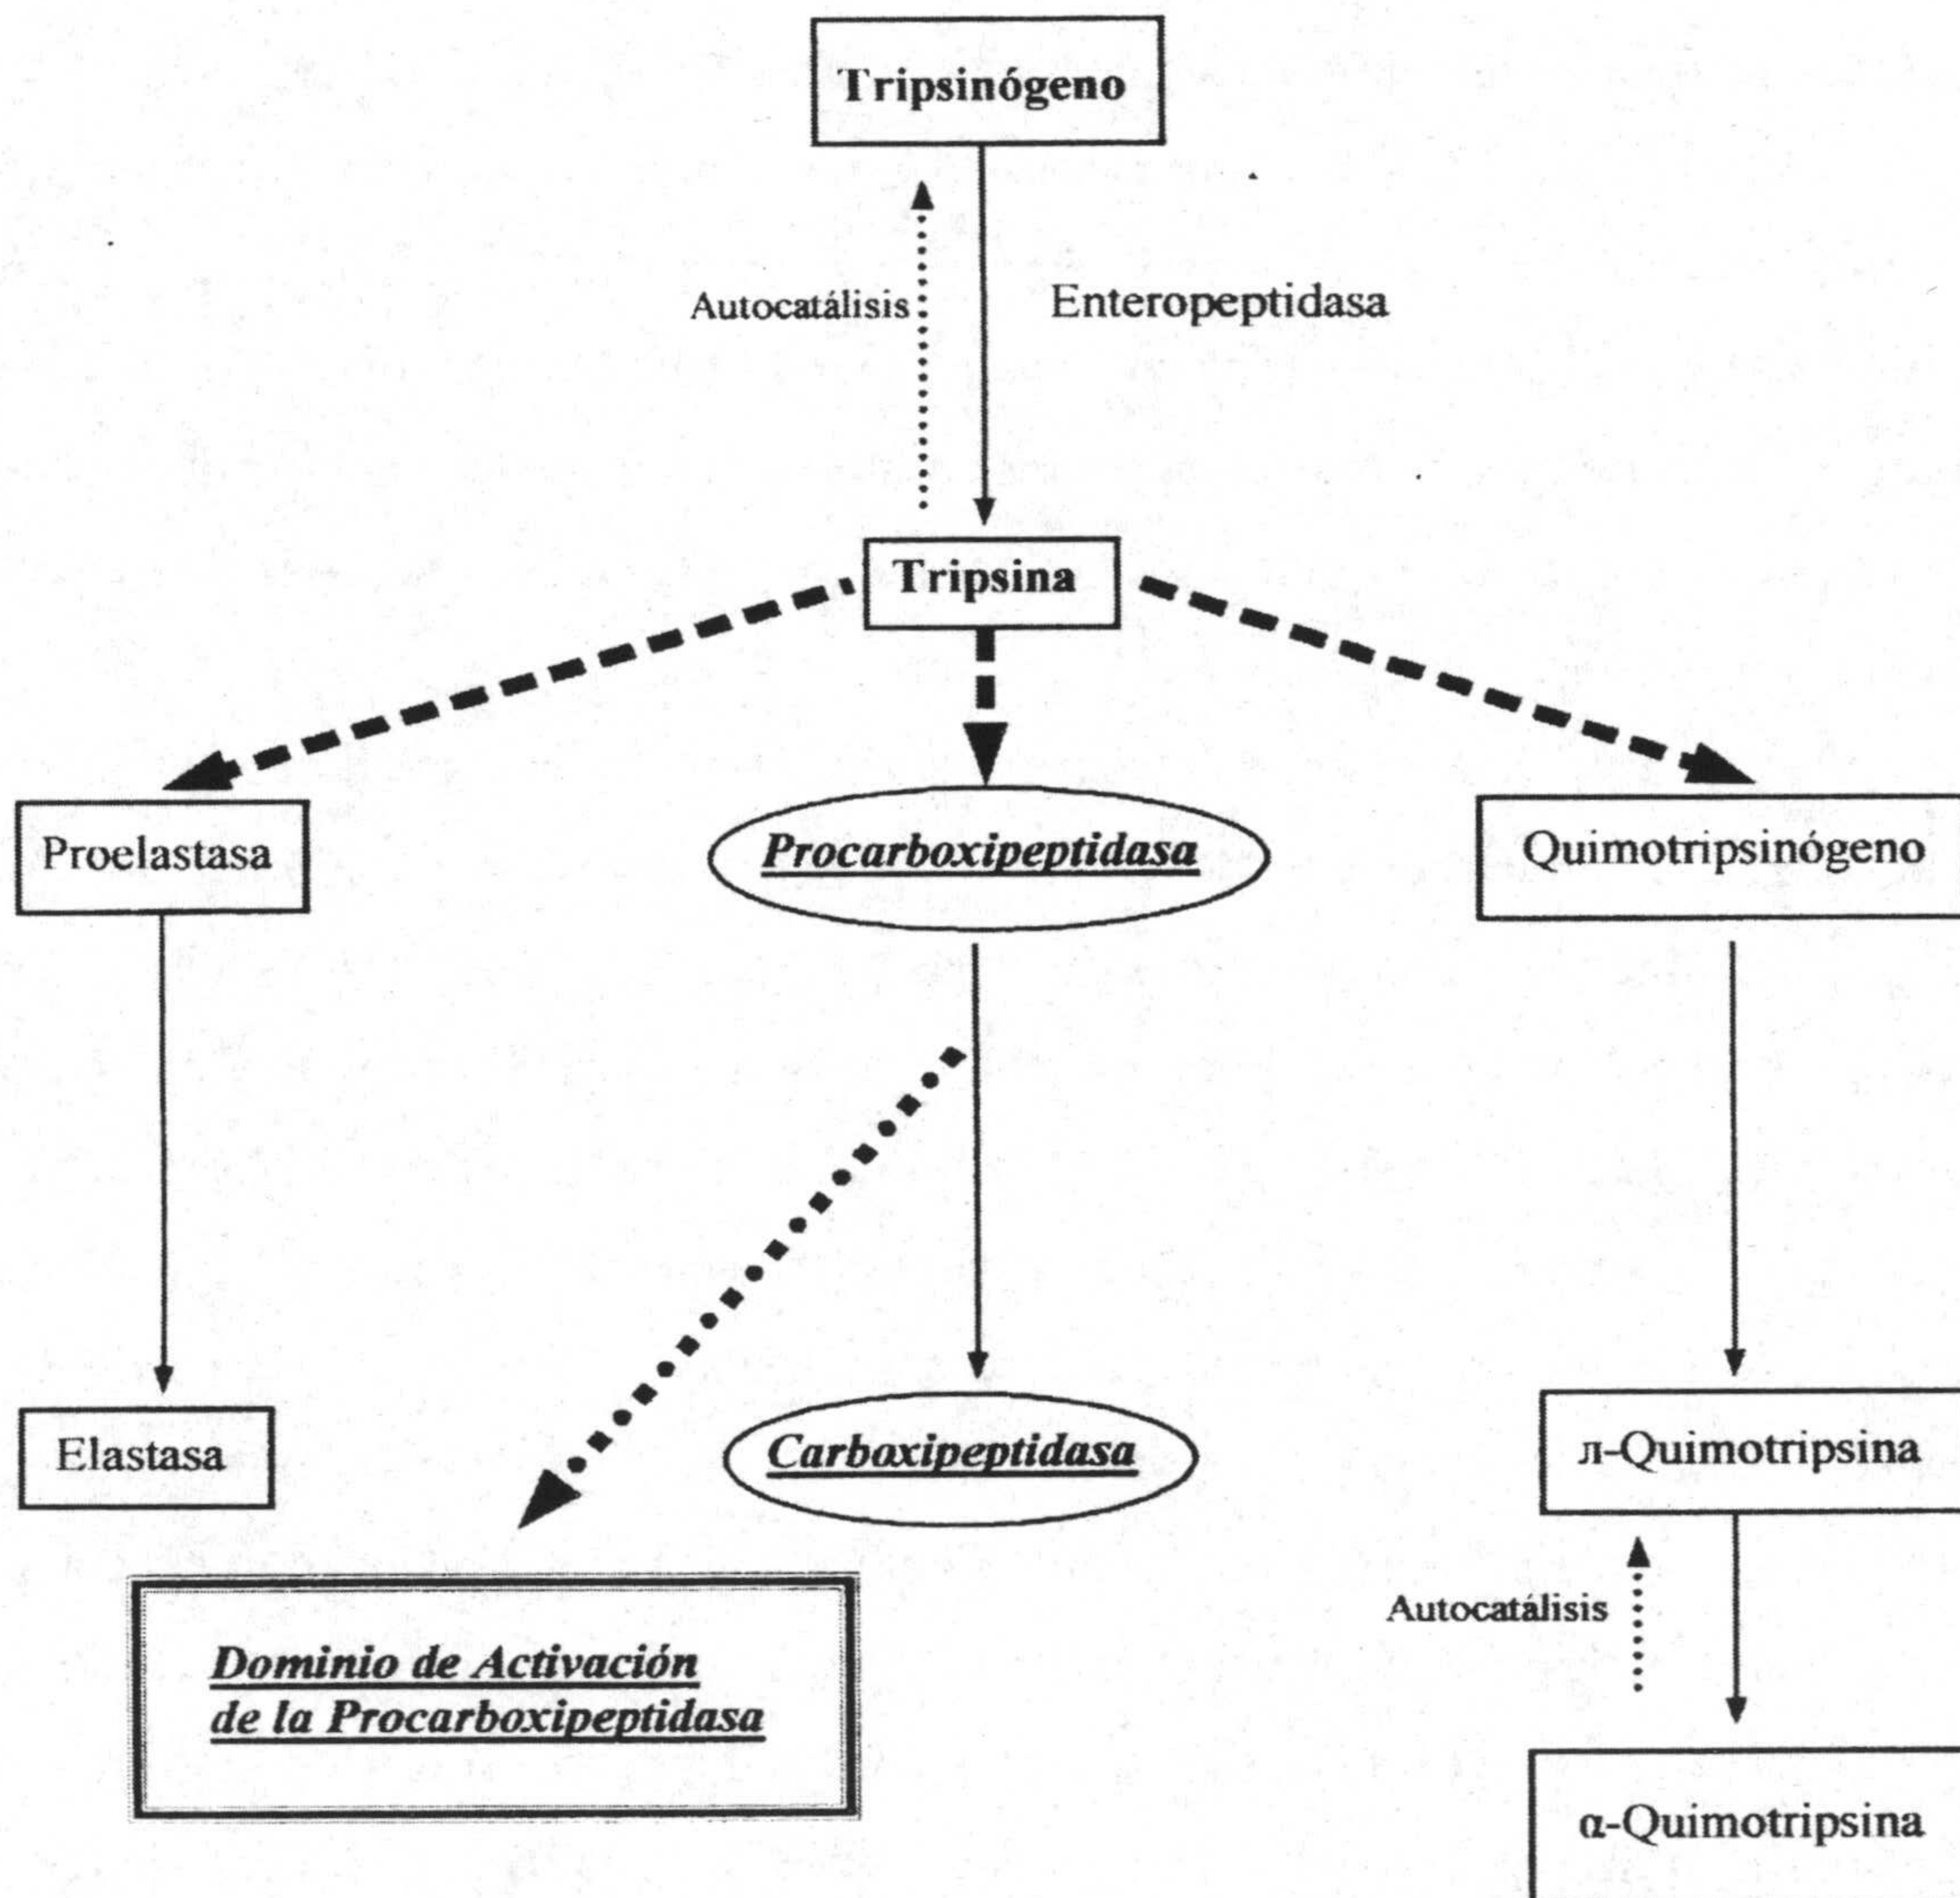 Tripsinógeno
Autocatálisis
Enteropeptidasa
Tripsina
Proelastasa
Procarboxipeptidasa
Quimotripsinógeno
Elastasa
Carboxipeptidasa
π-Quimotripsina
Autocatálisis
Dominio de Activación
de la Procarboxipeptidasa
α-Quimotripsina